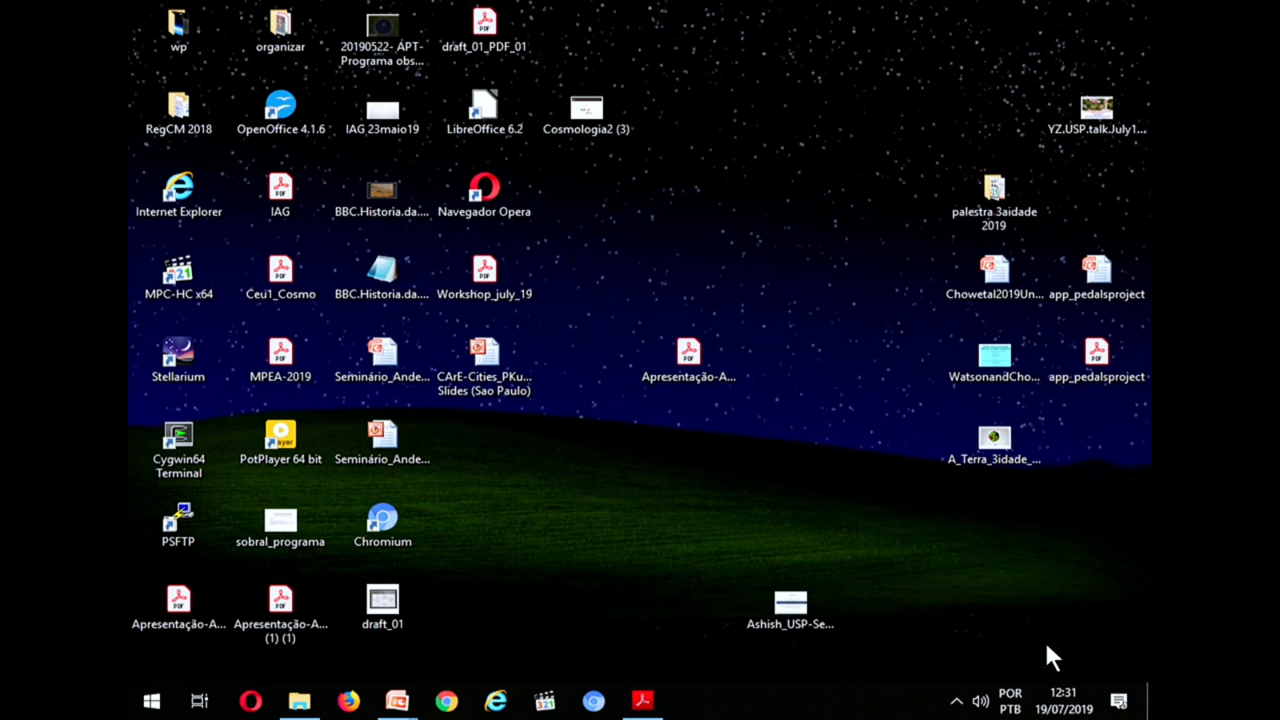 wp
organizar
20190522- APT-
Programa obs...
draft_01_PDF_01
RegCM 2018
OpenOffice 4.1.6
IAG 23maio19
LibreOffice 6.2
Cosmologia2 (3)
YZ.USP.talk.July1...
Internet Explorer
IAG
BBC.Historia.da....
Navegador Opera
palestra 3aidade
2019
MPC-HC x64
Ceu1_Cosmo
BBC.Historia.da....
Workshop_july_19
Chowetal2019Un...
app_pedalsproject
Stellarium
MPEA-2019
Seminário_Ande...
CArE-Cities_PKu...
Slides (Sao Paulo)
Apresentação-A...
WatsonandCho...
app_pedalsproject
Cygwin64
Terminal
PotPlayer 64 bit
Seminário_Ande...
A_Terra_3idade_...
PSFTP
sobral_programa
Chromium
Apresentação-A...
Apresentação-A...
(1) (1)
draft_01
Ashish_USP-Se...
POR
PTB
12:31
19/07/2019